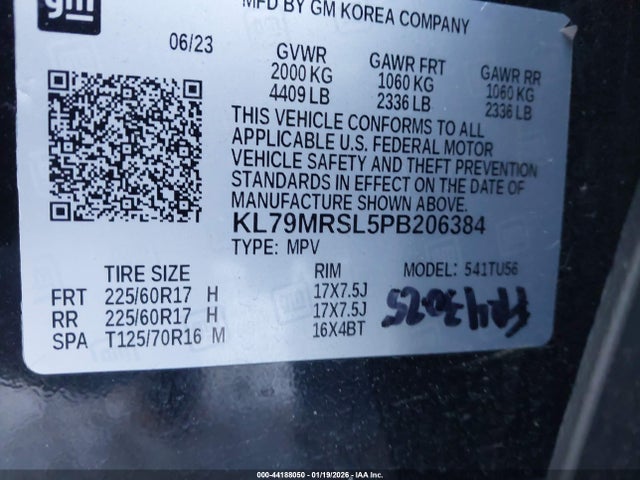 gm
MFD BY GM KOREA COMPANY
06/23
GVWR
2000 KG
4409 LB
GAWR FRT
1060 KG
2336 LB
GAWR RR
1060 KG
2336 LB
THIS VEHICLE CONFORMS TO ALL
APPLICABLE U.S. FEDERAL MOTOR
VEHICLE SAFETY AND THEFT PREVENTION
STANDARDS IN EFFECT ON THE DATE OF
MANUFACTURE SHOWN ABOVE.
KL79MRSL5PB206384
TYPE: MPV
MODEL: 541TU56
TIRE SIZE RIM
FRT 225/60R17 H 17X7.5J
RR 225/60R17 H 17X7.5J
SPA T125/70R16 M 16X4BT
000-44188050 - 01/19/2026 - IAA Inc.